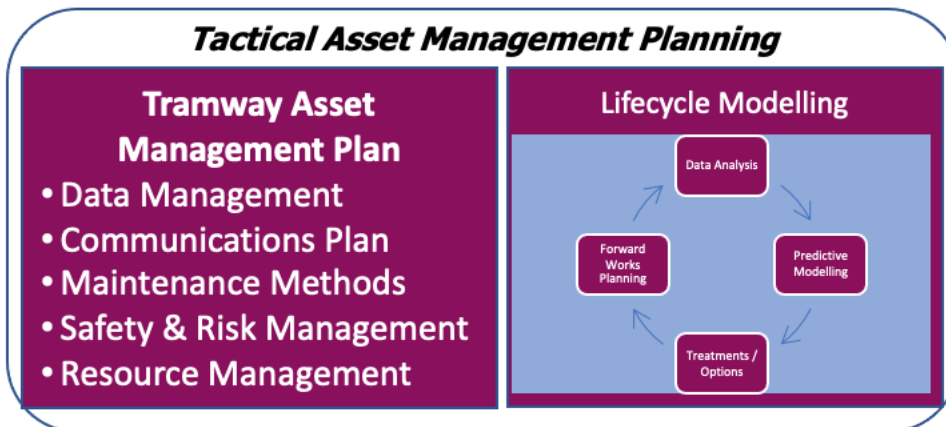 Tactical Asset Management Planning
Tramway Asset
Management Plan
• Data Management
• Communications Plan
• Maintenance Methods
• Safety & Risk Management
• Resource Management
Lifecycle Modelling
Data Analysis
Predictive
Modelling
Treatments /
Options
Forward
Works
Planning